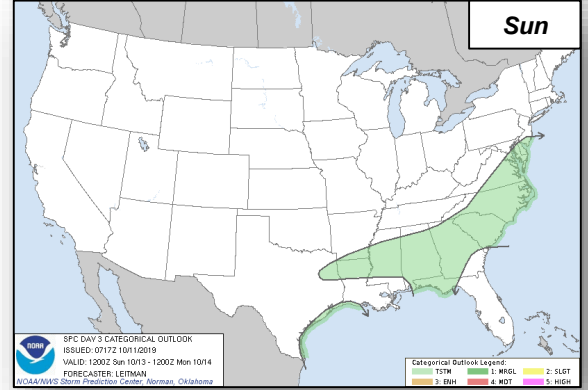 Sun
NOAA
SPC DAY 3 CATEGORICAL OUTLOOK
ISSUED: 0717Z 10/11/2019
VALID: 1200Z Sun 10/13 - 1200Z Mon 10/14
FORECASTER: LEITMAN
NOAA/NWS Storm Prediction Center, Norman, Oklahoma
Categorical Outlook Legend:
TSTM 1: MRGL 2: SLGT
3: ENH 4: MDT 5: HIGH